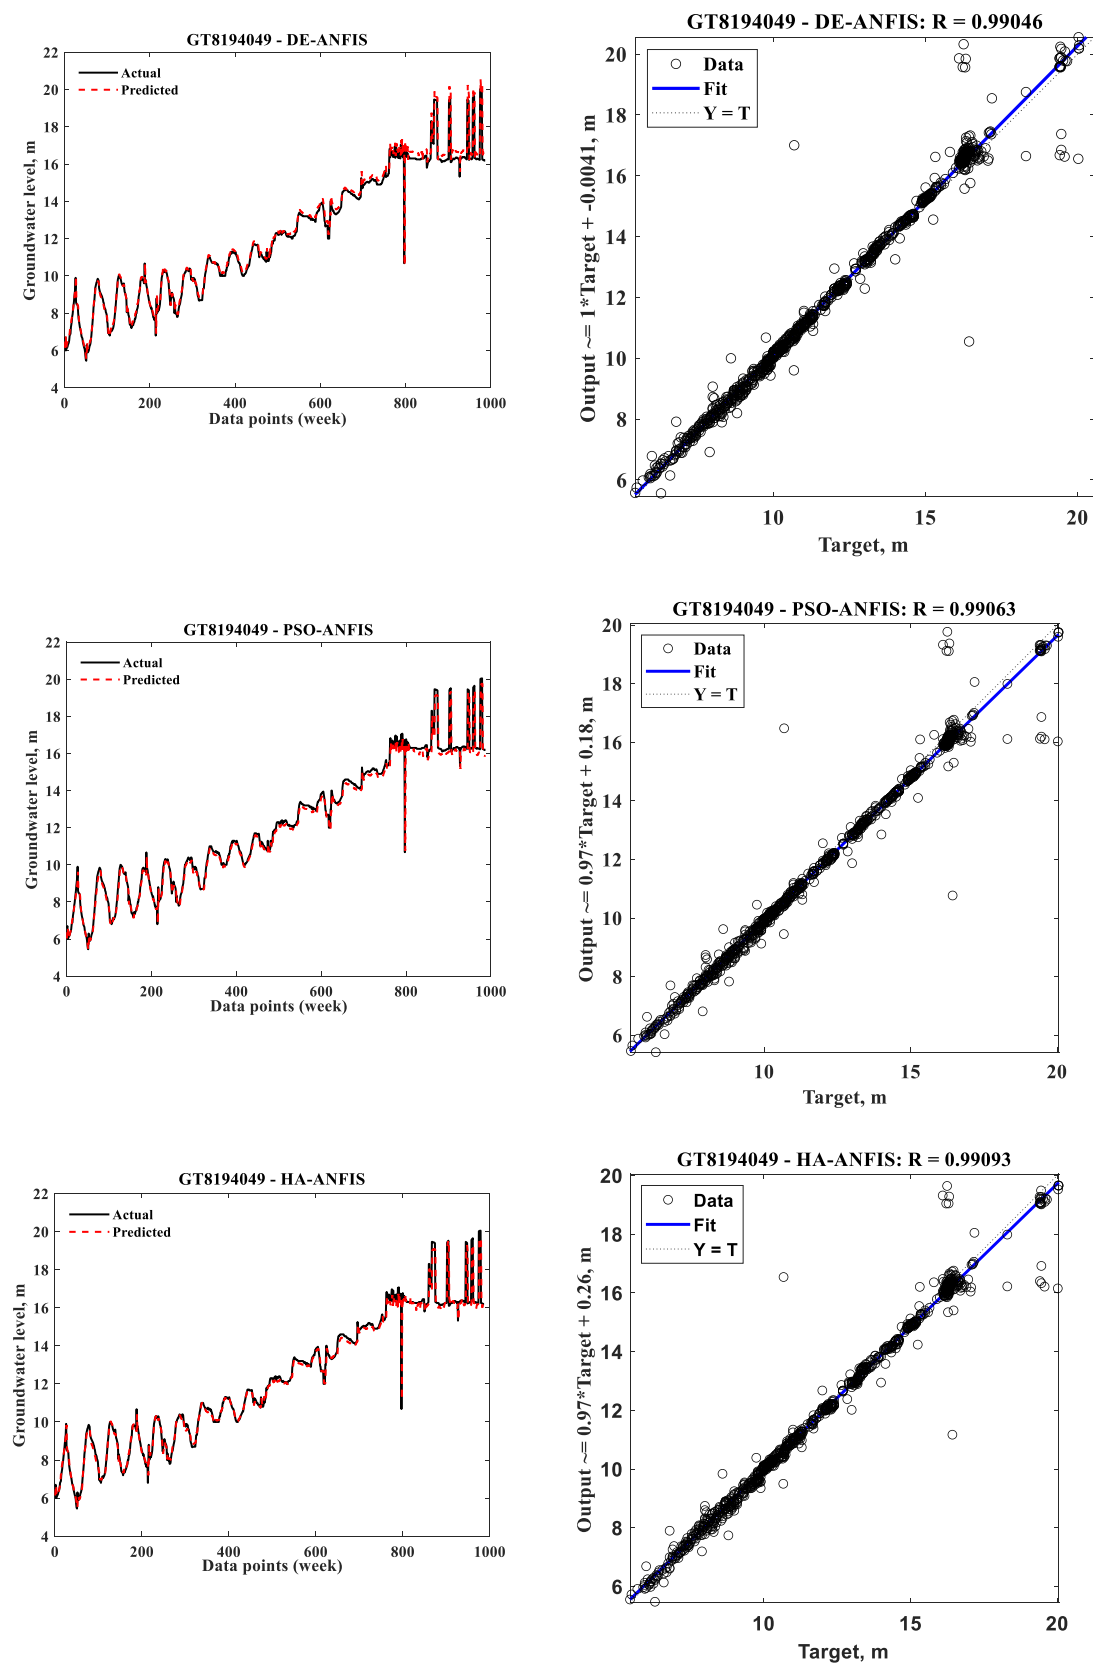 GT8194049 - DE-ANFIS
22
20
18
16
14
12
10
8
6
4
0
200
400
600
800
1000
Groundwater level, m
Data points (week)
Actual
Predicted
GT8194049 - DE-ANFIS: R = 0.99046
Data
Fit
Y = T
20
18
16
14
12
10
8
6
10
15
20
Output ~= 1*Target + -0.0041, m
Target, m
GT8194049 - PSO-ANFIS
22
20
18
16
14
12
10
8
6
4
0
200
400
600
800
1000
Groundwater level, m
Data points (week)
Actual
Predicted
GT8194049 - PSO-ANFIS: R = 0.99063
Data
Fit
Y = T
20
18
16
14
12
10
8
6
10
15
20
Output ~= 0.97*Target + 0.18, m
Target, m
GT8194049 - HA-ANFIS
22
20
18
16
14
12
10
8
6
4
0
200
400
600
800
1000
Groundwater level, m
Data points (week)
Actual
Predicted
GT8194049 - HA-ANFIS: R = 0.99093
Data
Fit
Y = T
20
18
16
14
12
10
8
6
10
15
20
Output ~= 0.97*Target + 0.26, m
Target, m